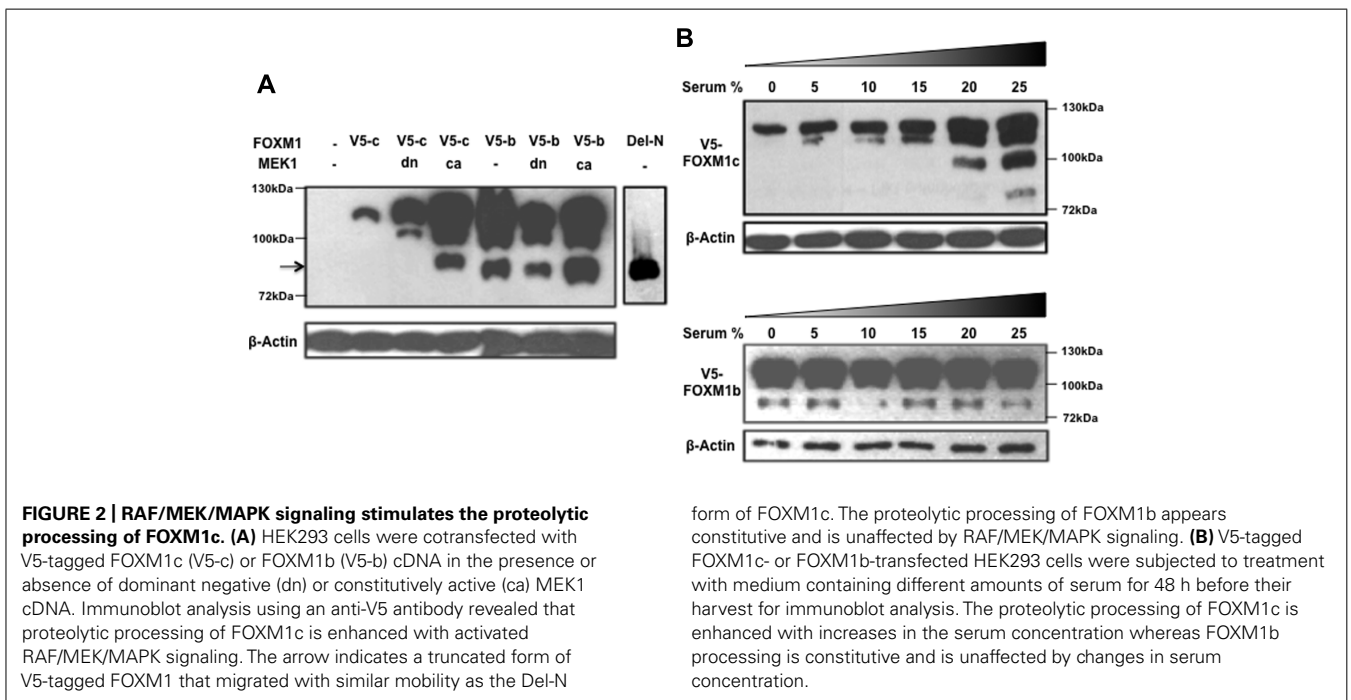 A
FOXM1 - V5-c V5-c V5-c V5-b V5-b V5-b Del-N
MEK1 - dn ca - dn ca -
130kDa
100kDa
72kDa
β-Actin
B
Serum % 0 5 10 15 20 25
130kDa
V5-
FOXM1c
100kDa
72kDa
β-Actin
Serum % 0 5 10 15 20 25
130kDa
V5-
FOXM1b
100kDa
72kDa
β-Actin
FIGURE 2 | RAF/MEK/MAPK signaling stimulates the proteolytic
processing of FOXM1c. (A) HEK293 cells were cotransfected with
V5-tagged FOXM1c (V5-c) or FOXM1b (V5-b) cDNA in the presence or
absence of dominant negative (dn) or constitutively active (ca) MEK1
cDNA. Immunoblot analysis using an anti-V5 antibody revealed that
proteolytic processing of FOXM1c is enhanced with activated
RAF/MEK/MAPK signaling. The arrow indicates a truncated form of
V5-tagged FOXM1 that migrated with similar mobility as the Del-N
form of FOXM1c. The proteolytic processing of FOXM1b appears
constitutive and is unaffected by RAF/MEK/MAPK signaling. (B) V5-tagged
FOXM1c- or FOXM1b-transfected HEK293 cells were subjected to treatment
with medium containing different amounts of serum for 48 h before their
harvest for immunoblot analysis. The proteolytic processing of FOXM1c is
enhanced with increases in the serum concentration whereas FOXM1b
processing is constitutive and is unaffected by changes in serum
concentration.